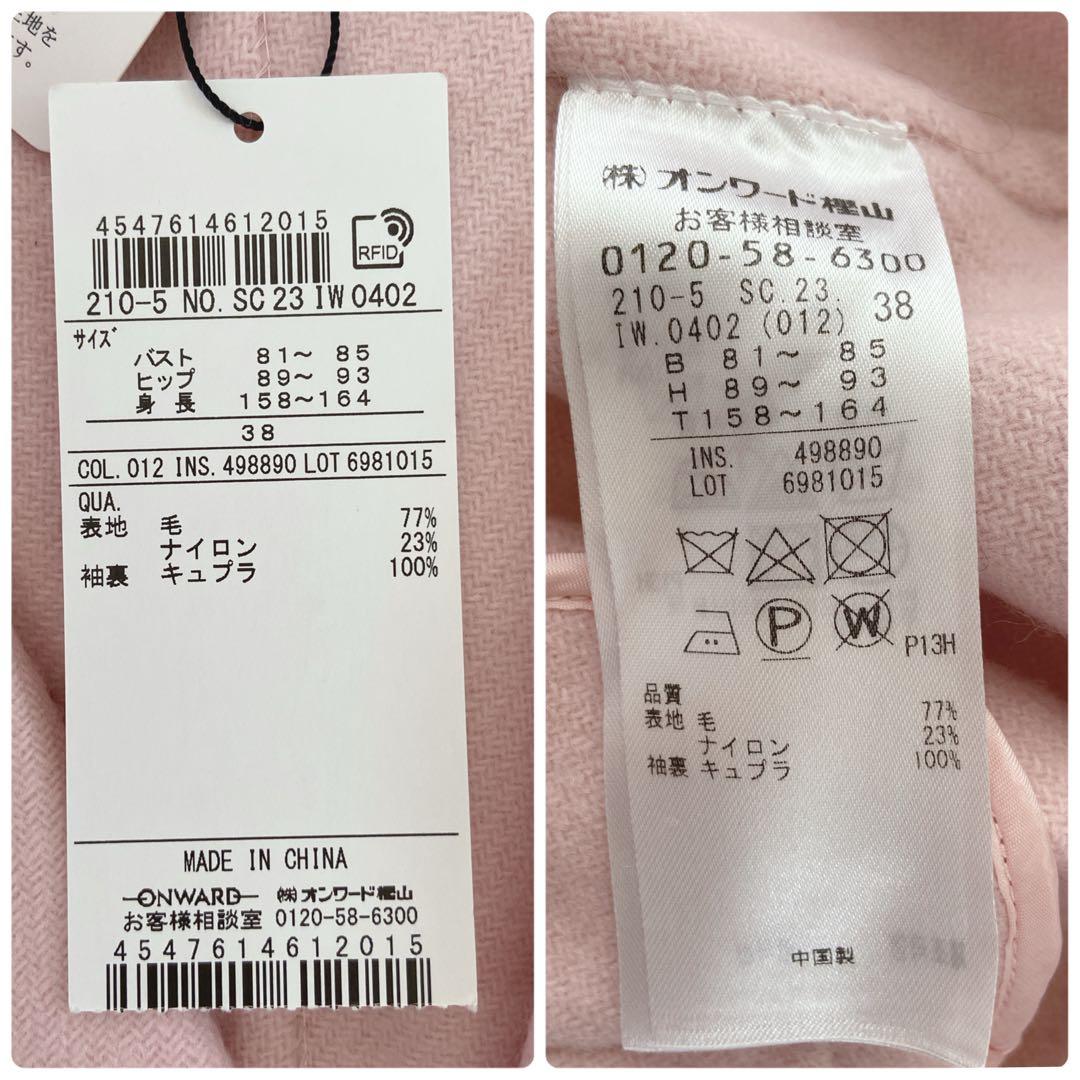 地を
す。
4547614612015
RFID
210-5 NO. SC 23 IW 0402
サイズ
バスト 81～ 85
ヒップ 89～ 93
身 長 158～164
38
COL. 012 INS. 498890 LOT 6981015
QUA.
表地 毛 77%
ナイロン 23%
袖裏 キュプラ 100%
MADE IN CHINA
ONWARD ㈱オンワード樫山
お客様相談室 0120-58-6300
4547614612015
㈱オンワード樫山
お客様相談室
0120-58-6300
210-5 SC.23. 38
IW.0402 (012)
B 81～ 85
H 89～ 93
T158～164
INS. 498890
LOT 6981015
P W P13H
品質
表地 毛 77%
ナイロン 23%
袖裏 キュプラ 100%
中国製